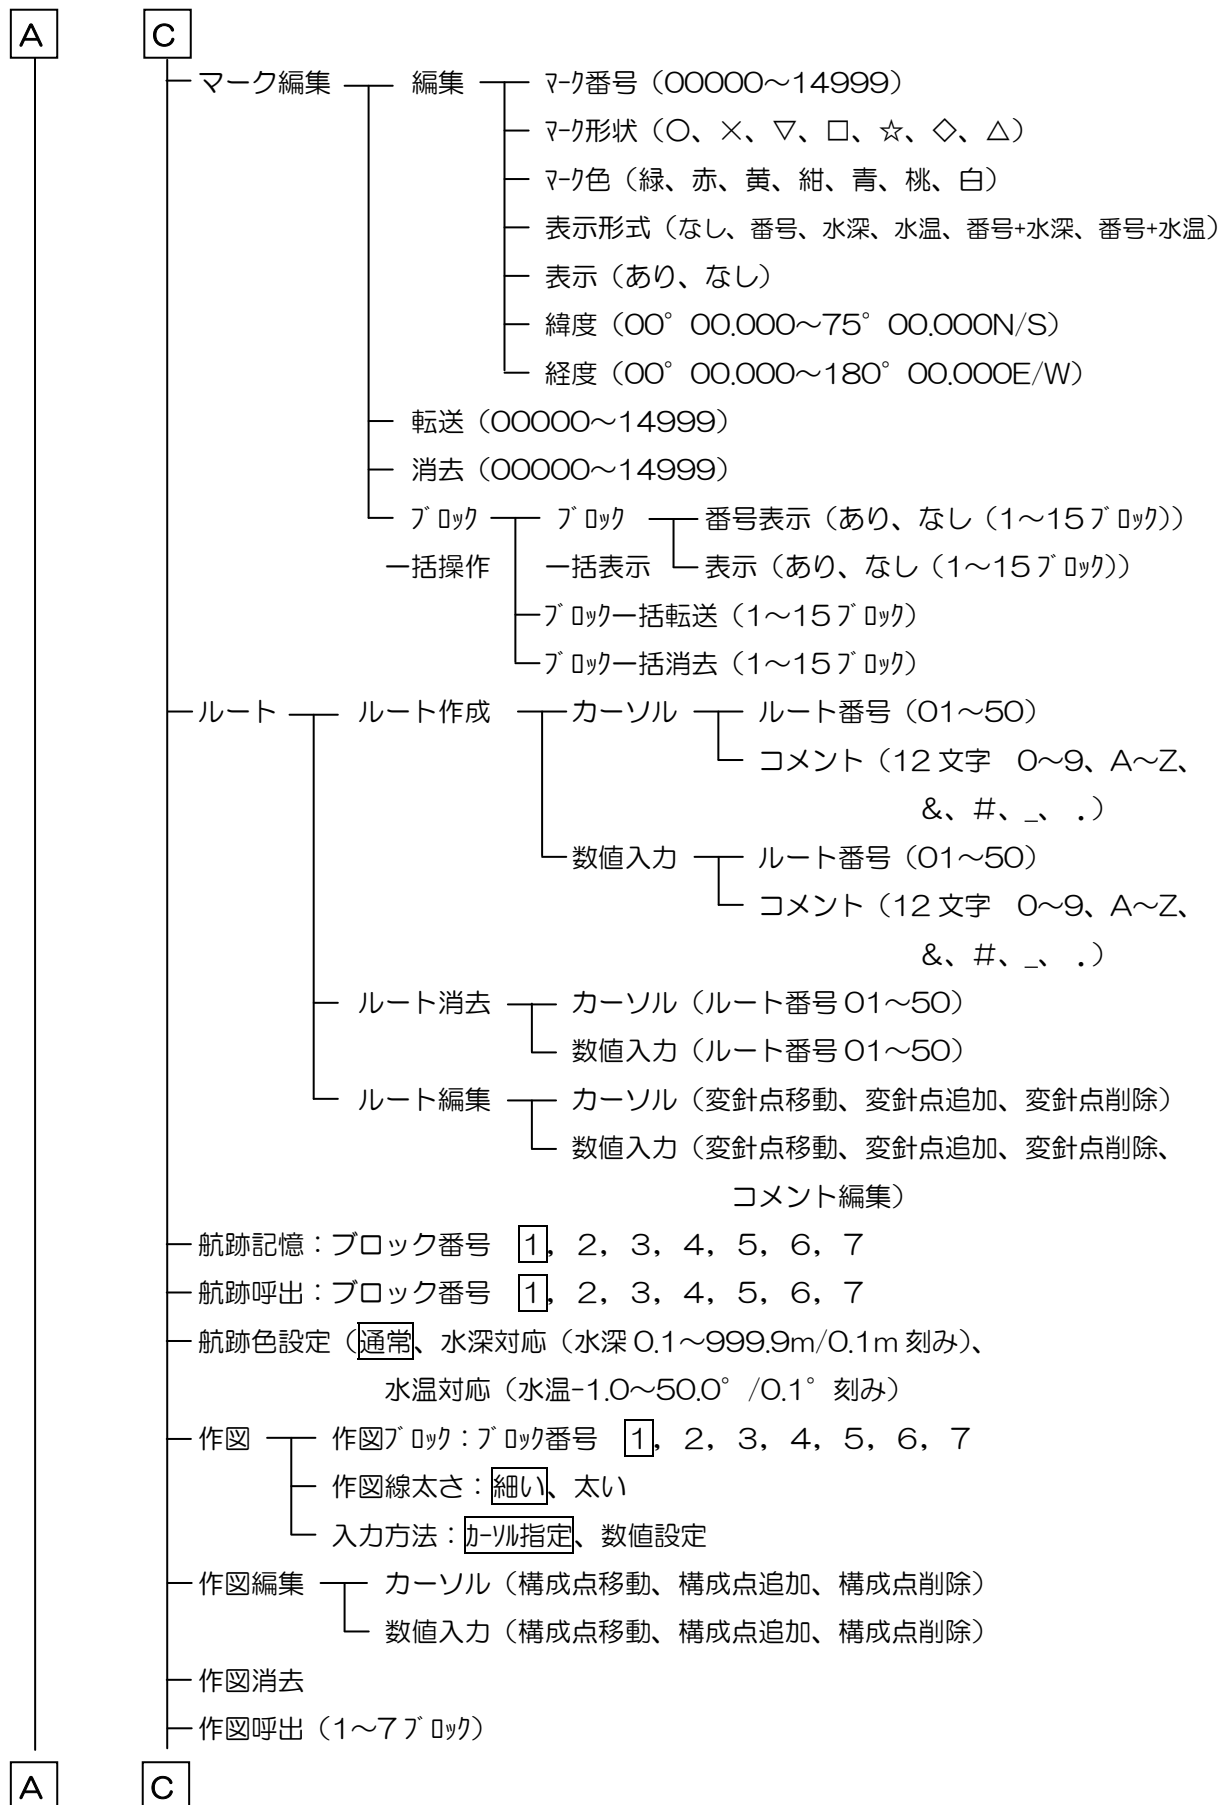 A C
マーク編集 編集 ﾏｰｸ番号（00000～14999）
ﾏｰｸ形状（○、×、▽、□、☆、◇、△）
ﾏｰｸ色（緑、赤、黄、紺、青、桃、白）
表示形式（なし、番号、水深、水温、番号+水深、番号+水温）
表示（あり、なし）
緯度（00°00.000～75°00.000N/S）
経度（00°00.000～180°00.000E/W）
転送（00000～14999）
消去（00000～14999）
ﾌﾞﾛｯｸ ﾌﾞﾛｯｸ 番号表示（あり、なし（1～15ﾌﾞﾛｯｸ））
一括操作 一括表示 表示（あり、なし（1～15ﾌﾞﾛｯｸ））
ﾌﾞﾛｯｸ一括転送（1～15ﾌﾞﾛｯｸ）
ﾌﾞﾛｯｸ一括消去（1～15ﾌﾞﾛｯｸ）
ルート ルート作成 カーソル ルート番号（01～50）
コメント（12文字　0～9、A～Z、
&、#、_、．）
数値入力 ルート番号（01～50）
コメント（12文字　0～9、A～Z、
&、#、_、．）
ルート消去 カーソル（ルート番号01～50）
数値入力（ルート番号01～50）
ルート編集 カーソル（変針点移動、変針点追加、変針点削除）
数値入力（変針点移動、変針点追加、変針点削除、
コメント編集）
航跡記憶：ブロック番号　1，2，3，4，5，6，7
航跡呼出：ブロック番号　1，2，3，4，5，6，7
航跡色設定（通常、水深対応（水深0.1～999.9m/0.1m刻み）、
水温対応（水温-1.0～50.0°/0.1°刻み）
作図 作図ﾌﾞﾛｯｸ：ﾌﾞﾛｯｸ番号　1，2，3，4，5，6，7
作図線太さ：細い、太い
入力方法：ｶｰｿﾙ指定、数値設定
作図編集 カーソル（構成点移動、構成点追加、構成点削除）
数値入力（構成点移動、構成点追加、構成点削除）
作図消去
作図呼出（1～7ﾌﾞﾛｯｸ）
A C